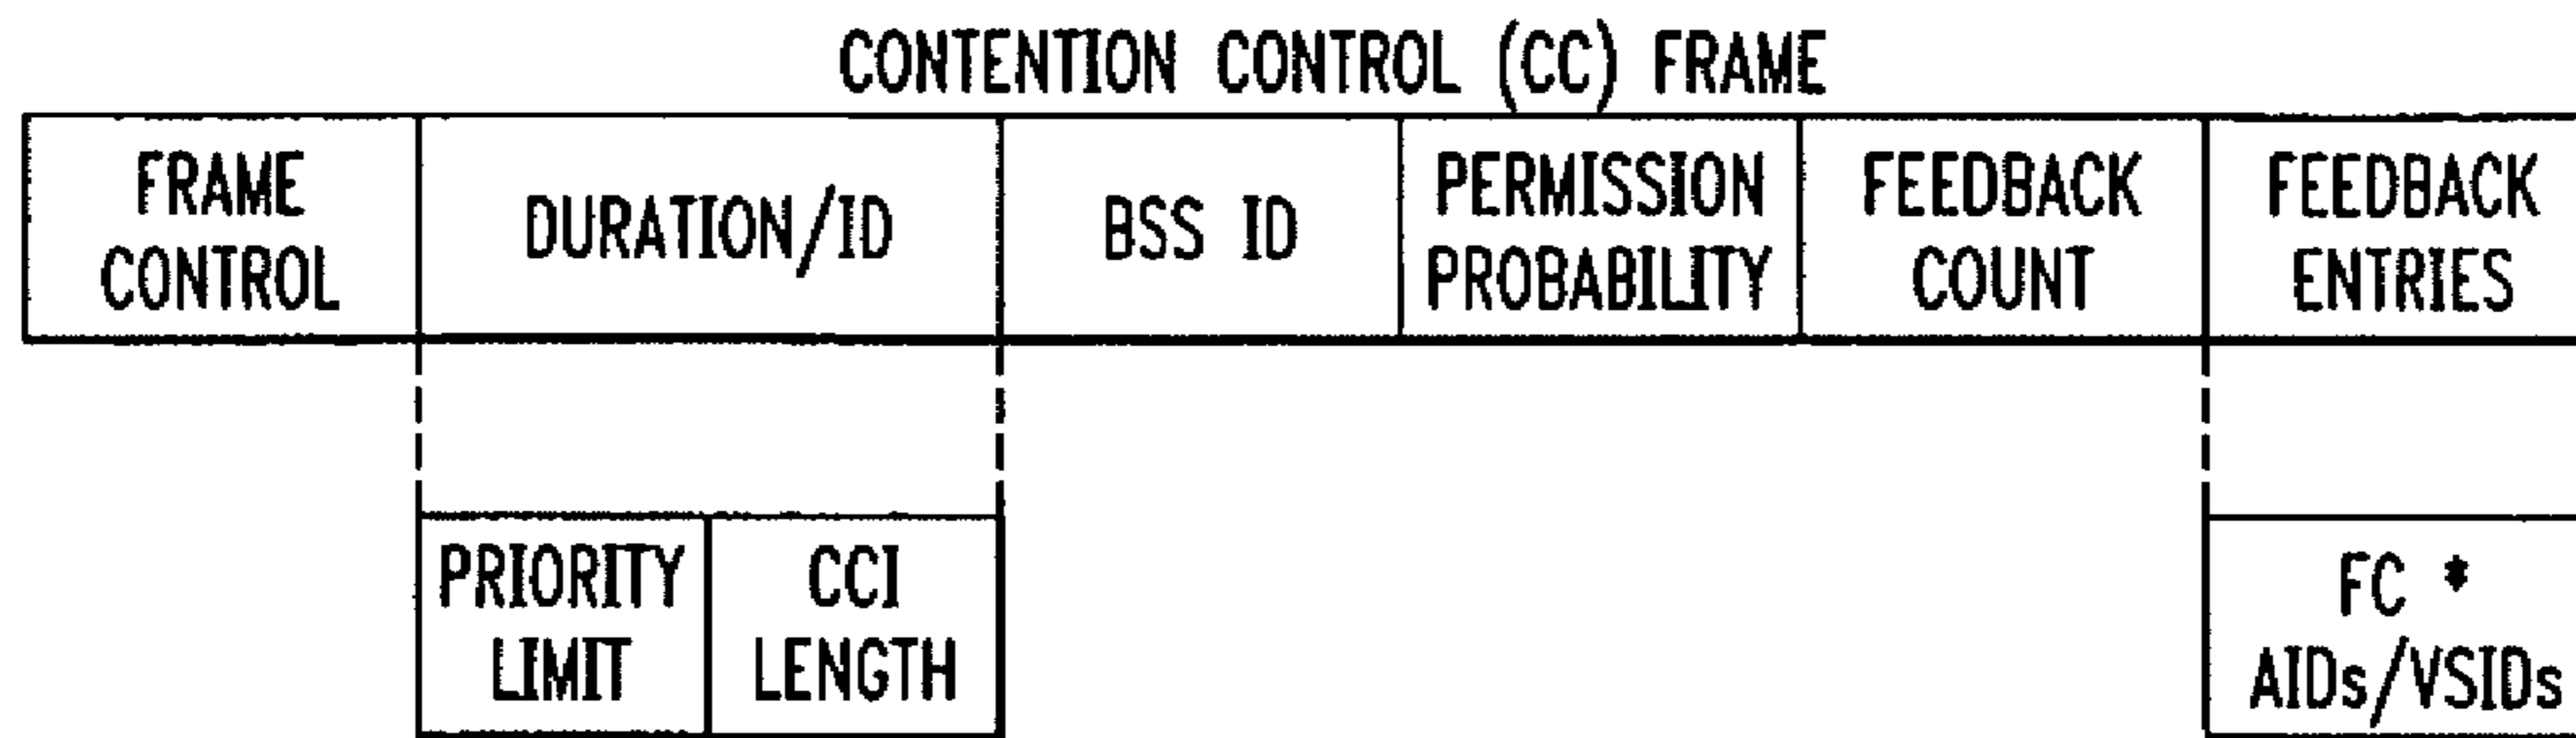 CONTENTION CONTROL (CC) FRAME
FRAME
CONTROL
DURATION/ID
BSS ID
PERMISSION
PROBABILITY
FEEDBACK
COUNT
FEEDBACK
ENTRIES
PRIORITY
LIMIT
CCI
LENGTH
FC *
AIDs/VSIDs